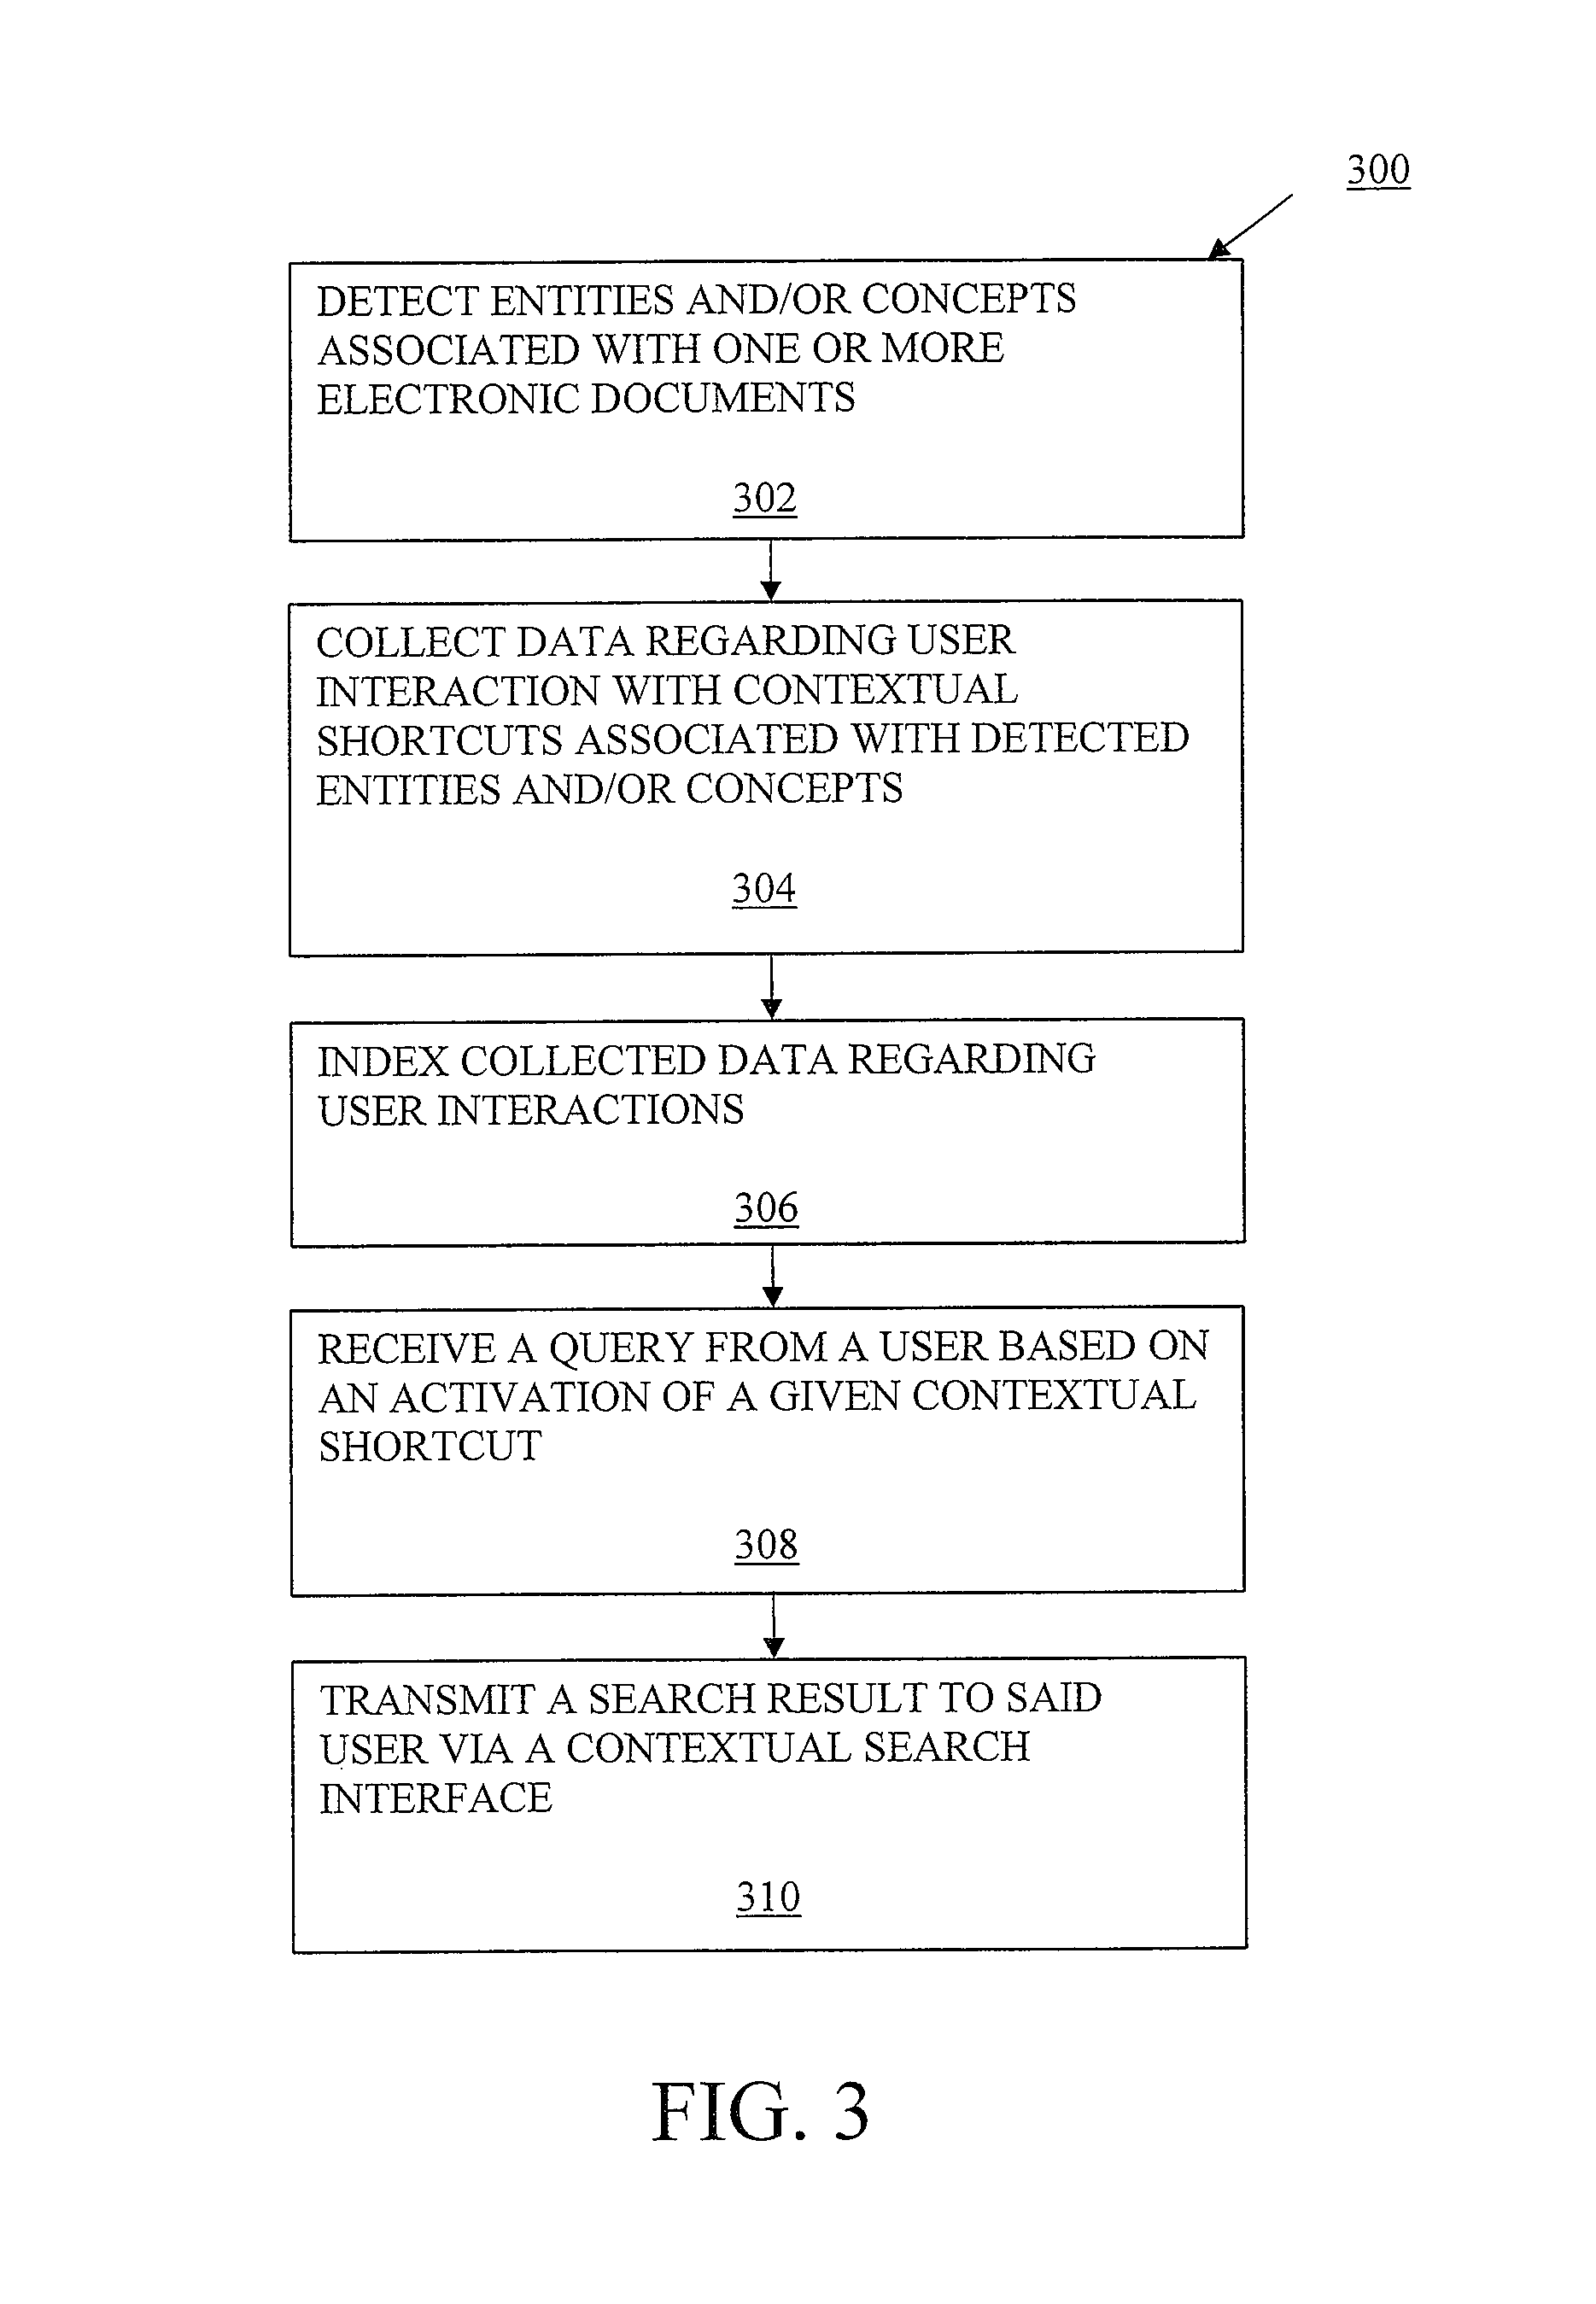 300
DETECT ENTITIES AND/OR CONCEPTS
ASSOCIATED WITH ONE OR MORE
ELECTRONIC DOCUMENTS
302
COLLECT DATA REGARDING USER
INTERACTION WITH CONTEXTUAL
SHORTCUTS ASSOCIATED WITH DETECTED
ENTITIES AND/OR CONCEPTS
304
INDEX COLLECTED DATA REGARDING
USER INTERACTIONS
306
RECEIVE A QUERY FROM A USER BASED ON
AN ACTIVATION OF A GIVEN CONTEXTUAL
SHORTCUT
308
TRANSMIT A SEARCH RESULT TO SAID
USER VIA A CONTEXTUAL SEARCH
INTERFACE
310
FIG. 3